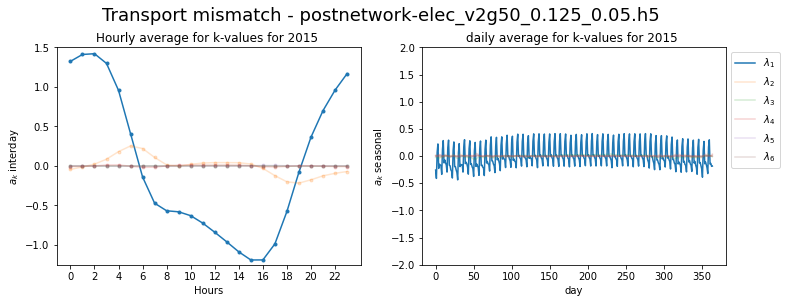 Transport mismatch - postnetwork-elec_v2g50_0.125_0.05.h5
Hourly average for k-values for 2015
1.5
1.0
0.5
0.0
−0.5
−1.0
a_k interday
0 2 4 6 8 10 12 14 16 18 20 22
Hours
daily average for k-values for 2015
2.0
1.5
1.0
0.5
0.0
−0.5
−1.0
−1.5
−2.0
a_k seasonal
0 50 100 150 200 250 300 350
day
λ₁
λ₂
λ₃
λ₄
λ₅
λ₆